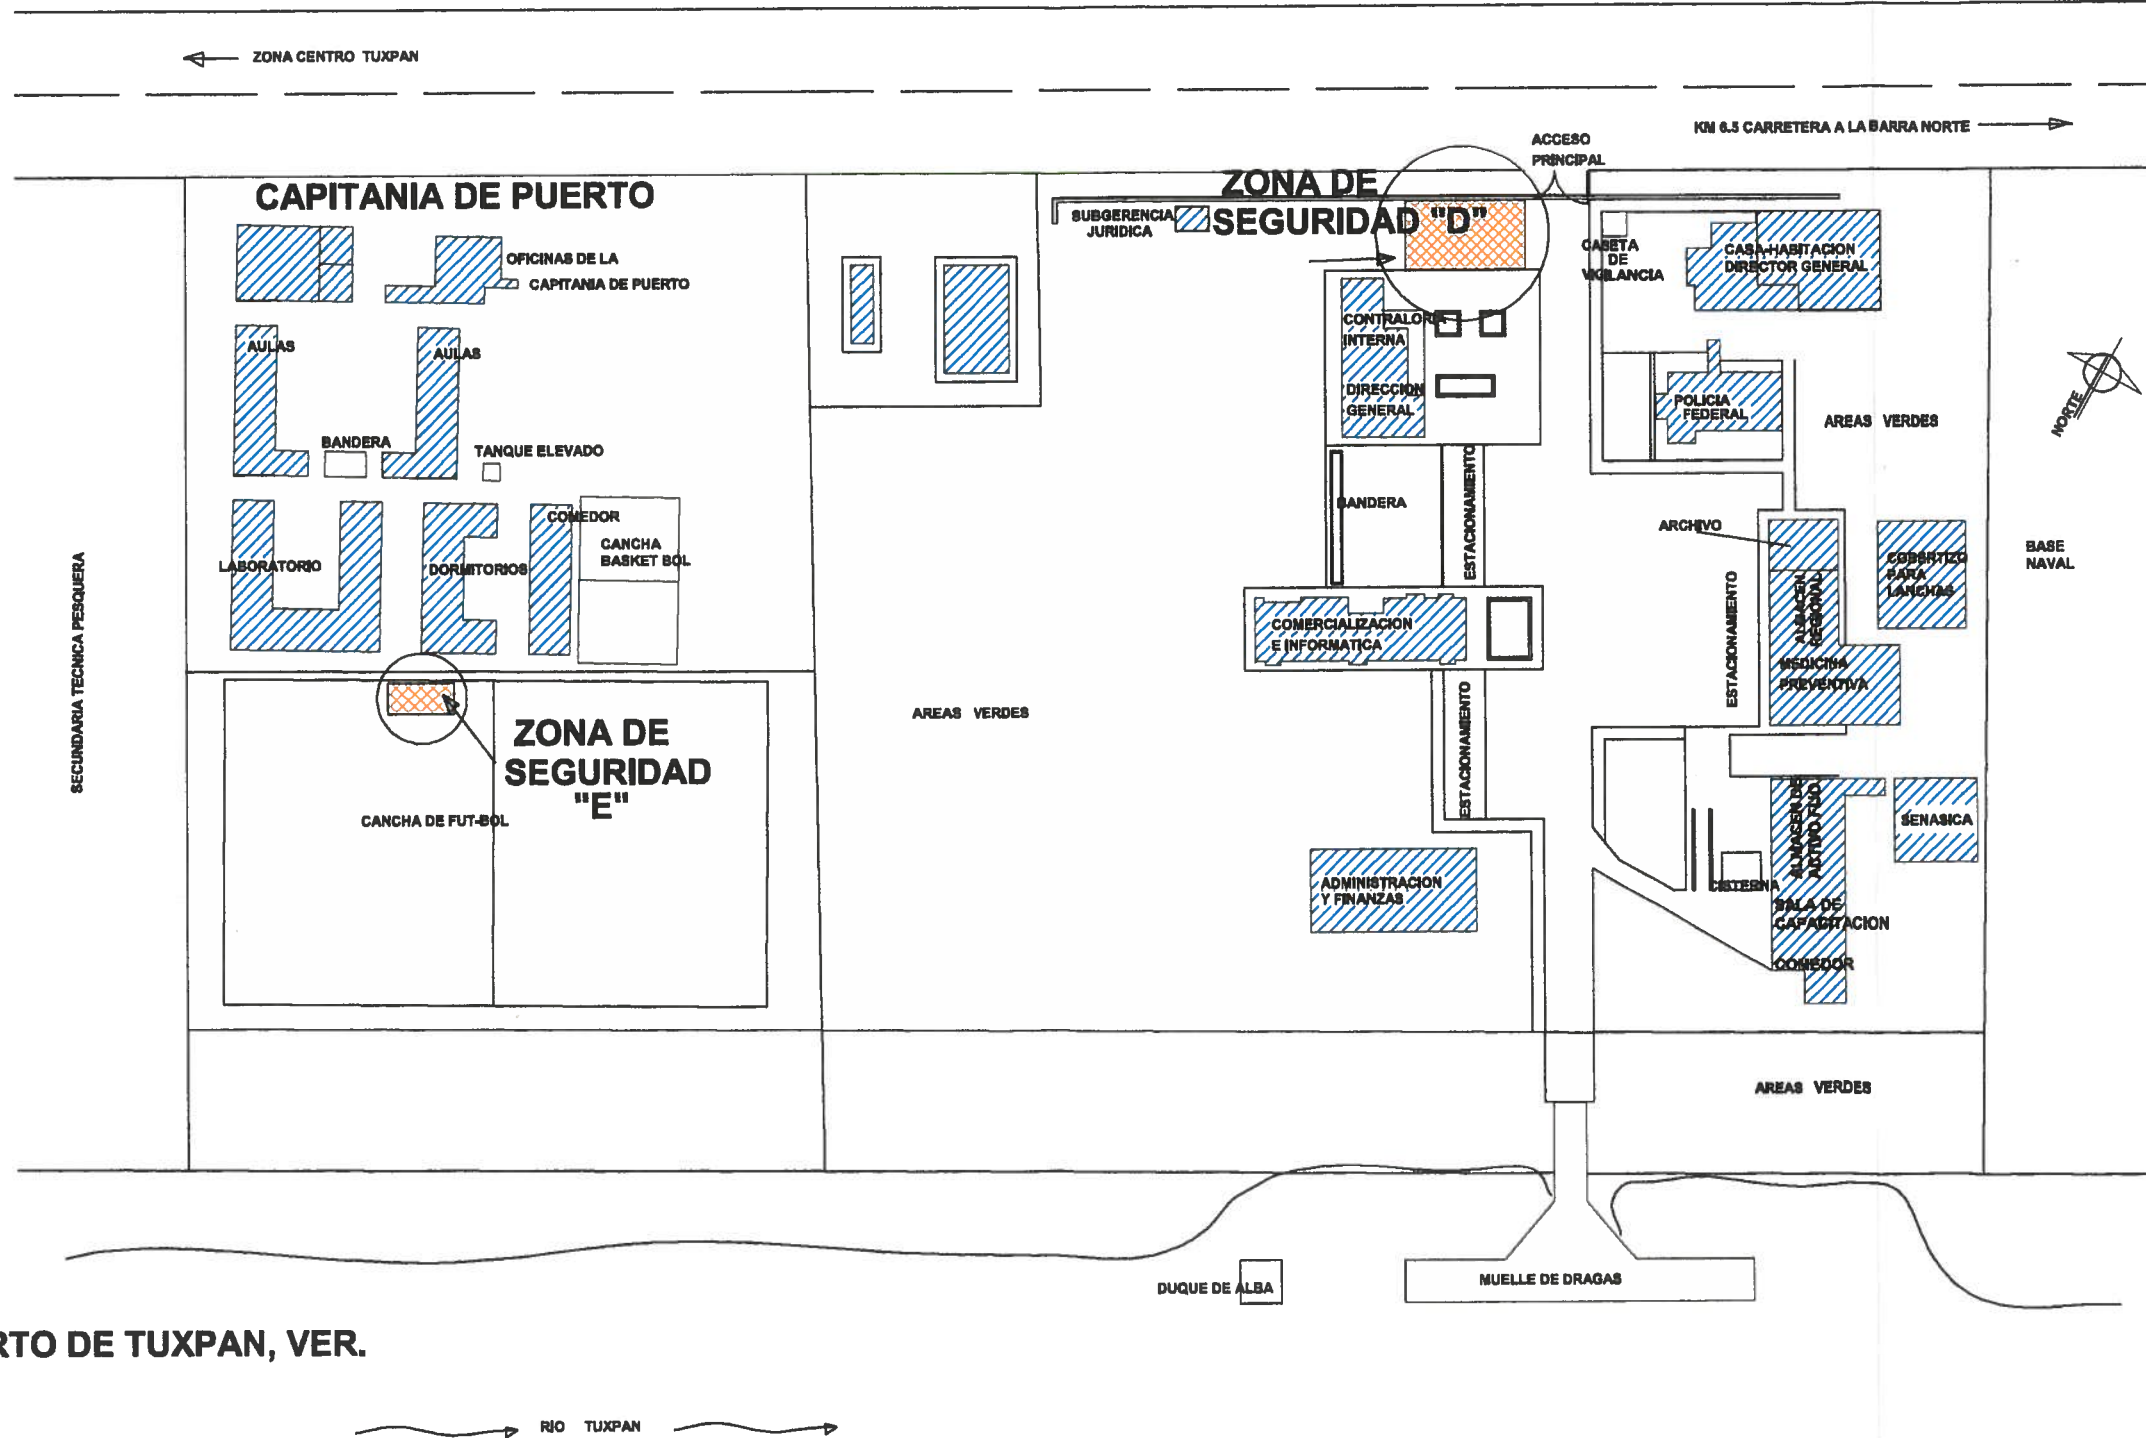 ZONA CENTRO TUXPAN
KM 6.5 CARRETERA A LA BARRA NORTE
ACCESO
PRINCIPAL
CAPITANIA DE PUERTO
ZONA DE
SEGURIDAD "D"
SUBGERENCIA
JURIDICA
OFICINAS DE LA
CAPITANIA DE PUERTO
CASETA
DE
VIGILANCIA
CASA-HABITACION
DIRECTOR GENERAL
CONTRALORIA
INTERNA
AULAS
AULAS
DIRECCION
GENERAL
POLICIA
FEDERAL
AREAS VERDES
NORTE
BANDERA
TANQUE ELEVADO
BANDERA
ESTACIONAMIENTO
COMEDOR
CANCHA
BASKET BOL
LABORATORIO
DORMITORIOS
ARCHIVO
COBERTIZO
PARA
LANCHAS
BASE
NAVAL
SECUNDARIA TECNICA PESQUERA
ESTACIONAMIENTO
ALMACEN
REGIONAL
COMERCIALIZACION
E INFORMATICA
MEDICINA
PREVENTIVA
AREAS VERDES
ZONA DE
SEGURIDAD
"E"
ESTACIONAMIENTO
CANCHA DE FUT-BOL
ALMACEN DE
ACTIVO FIJO
SENASICA
ADMINISTRACION
Y FINANZAS
CISTERNA
SALA DE
CAPACITACION
COMEDOR
AREAS VERDES
DUQUE DE ALBA
MUELLE DE DRAGAS
RTO DE TUXPAN, VER.
RIO TUXPAN